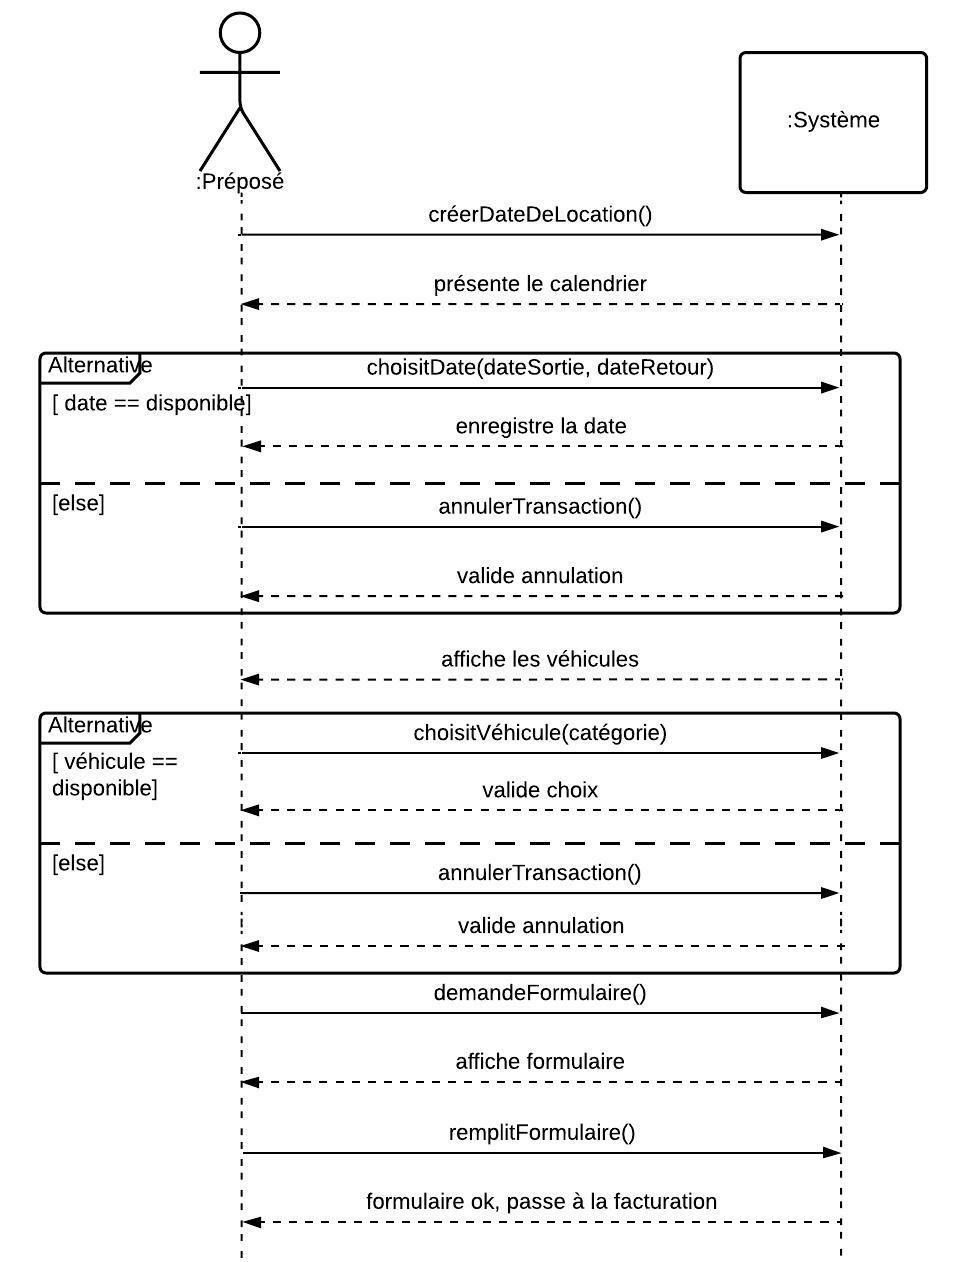 :Préposé
:Système
créerDateDeLocation()
présente le calendrier
Alternative
choisitDate(dateSortie, dateRetour)
[ date == disponible]
enregistre la date
[else]
annulerTransaction()
valide annulation
affiche les véhicules
Alternative
choisitVéhicule(catégorie)
[ véhicule ==
disponible]
valide choix
[else]
annulerTransaction()
valide annulation
demandeFormulaire()
affiche formulaire
remplitFormulaire()
formulaire ok, passe à la facturation